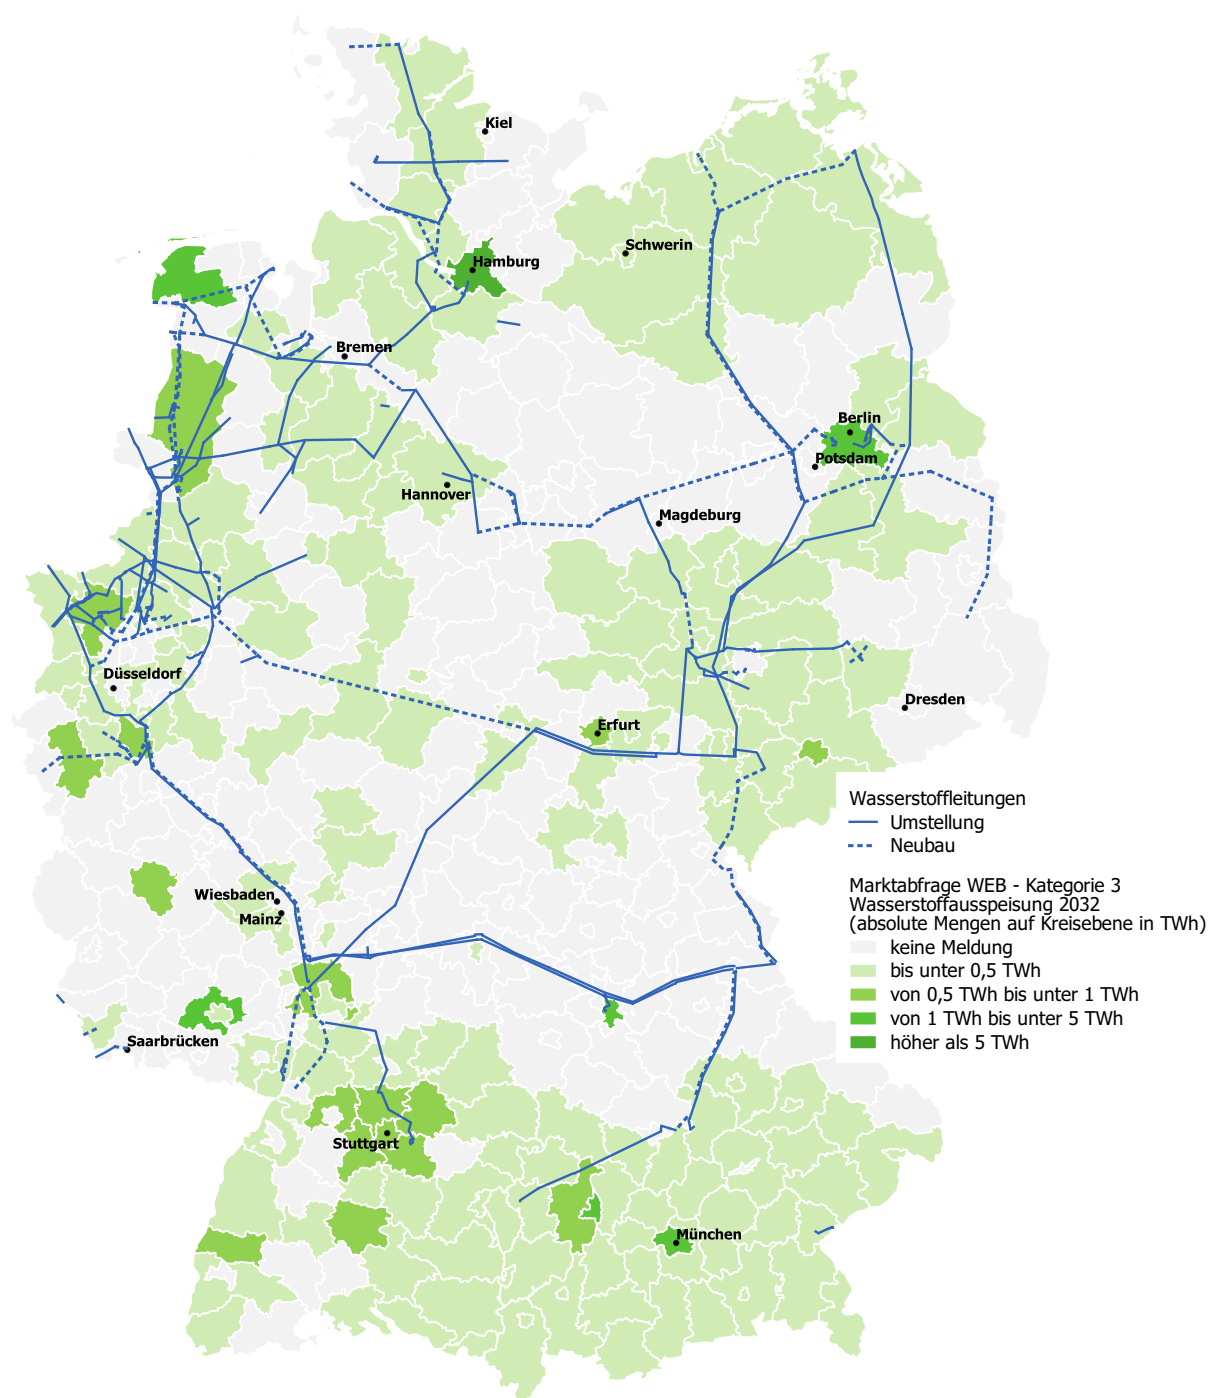 Kiel
Schwerin
Hamburg
Bremen
Berlin
Potsdam
Hannover
Magdeburg
Düsseldorf
Dresden
Erfurt
Wasserstoffleitungen
Umstellung
Neubau
Marktabfrage WEB - Kategorie 3
Wasserstoffausspeisung 2032
(absolute Mengen auf Kreisebene in TWh)
keine Meldung
bis unter 0,5 TWh
von 0,5 TWh bis unter 1 TWh
von 1 TWh bis unter 5 TWh
höher als 5 TWh
Wiesbaden
Mainz
Saarbrücken
Stuttgart
München